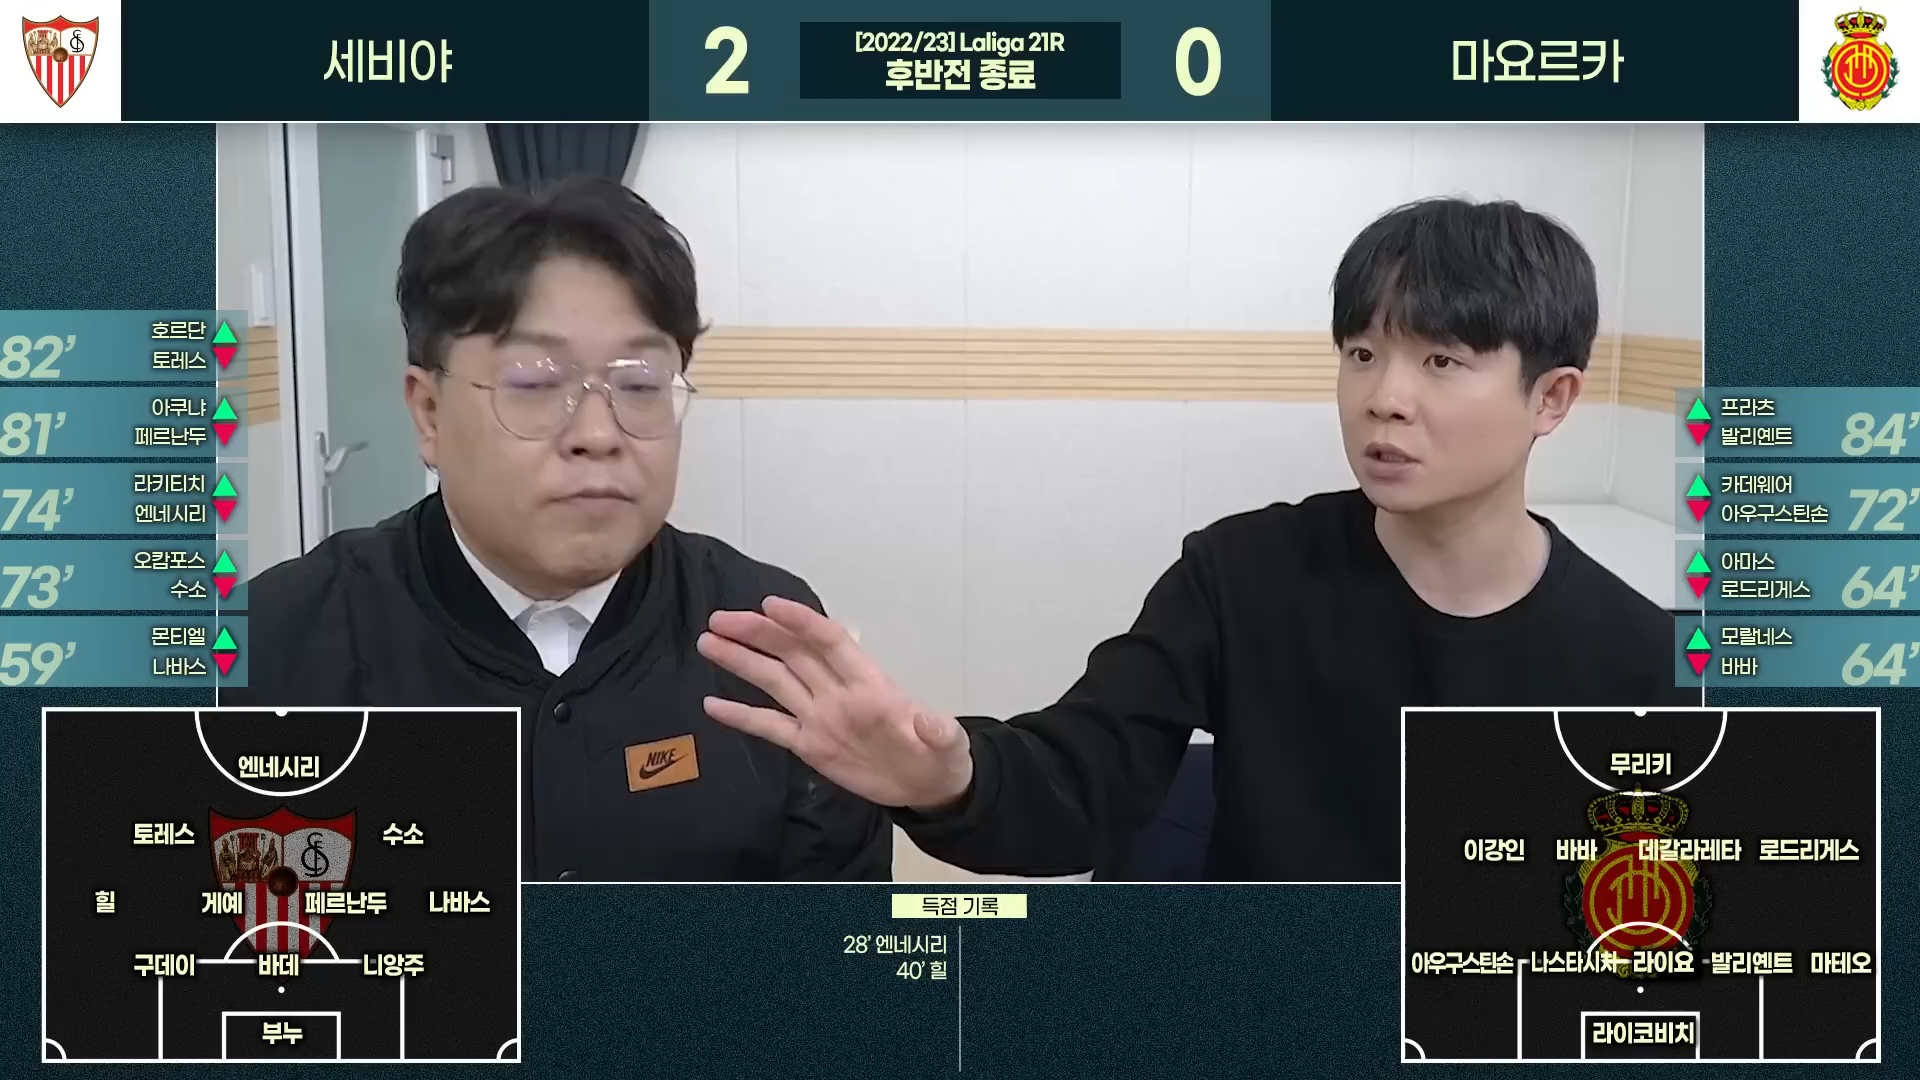 세비야
2
[2022/23] Laliga 21R
후반전 종료
0
마요르카
82’
호르단
토레스
81’
아쿠냐
페르난두
74’
라키티치
엔네시리
73’
오캄포스
수소
59’
몬티엘
나바스
프라츠
발리옌트
84’
카데웨어
아우구스틴손
72’
아마스
로드리게스
64’
모랄네스
바바
64’
NIKE
엔네시리
토레스 수소
힐 게예 페르난두 나바스
구데이 바데 니앙주
부누
득점 기록
28’ 엔네시리
40’ 힐
무리키
이강인 바바 데갈라레타 로드리게스
아우구스틴손 나스타시차 라이요 발리옌트 마테오
라이코비치